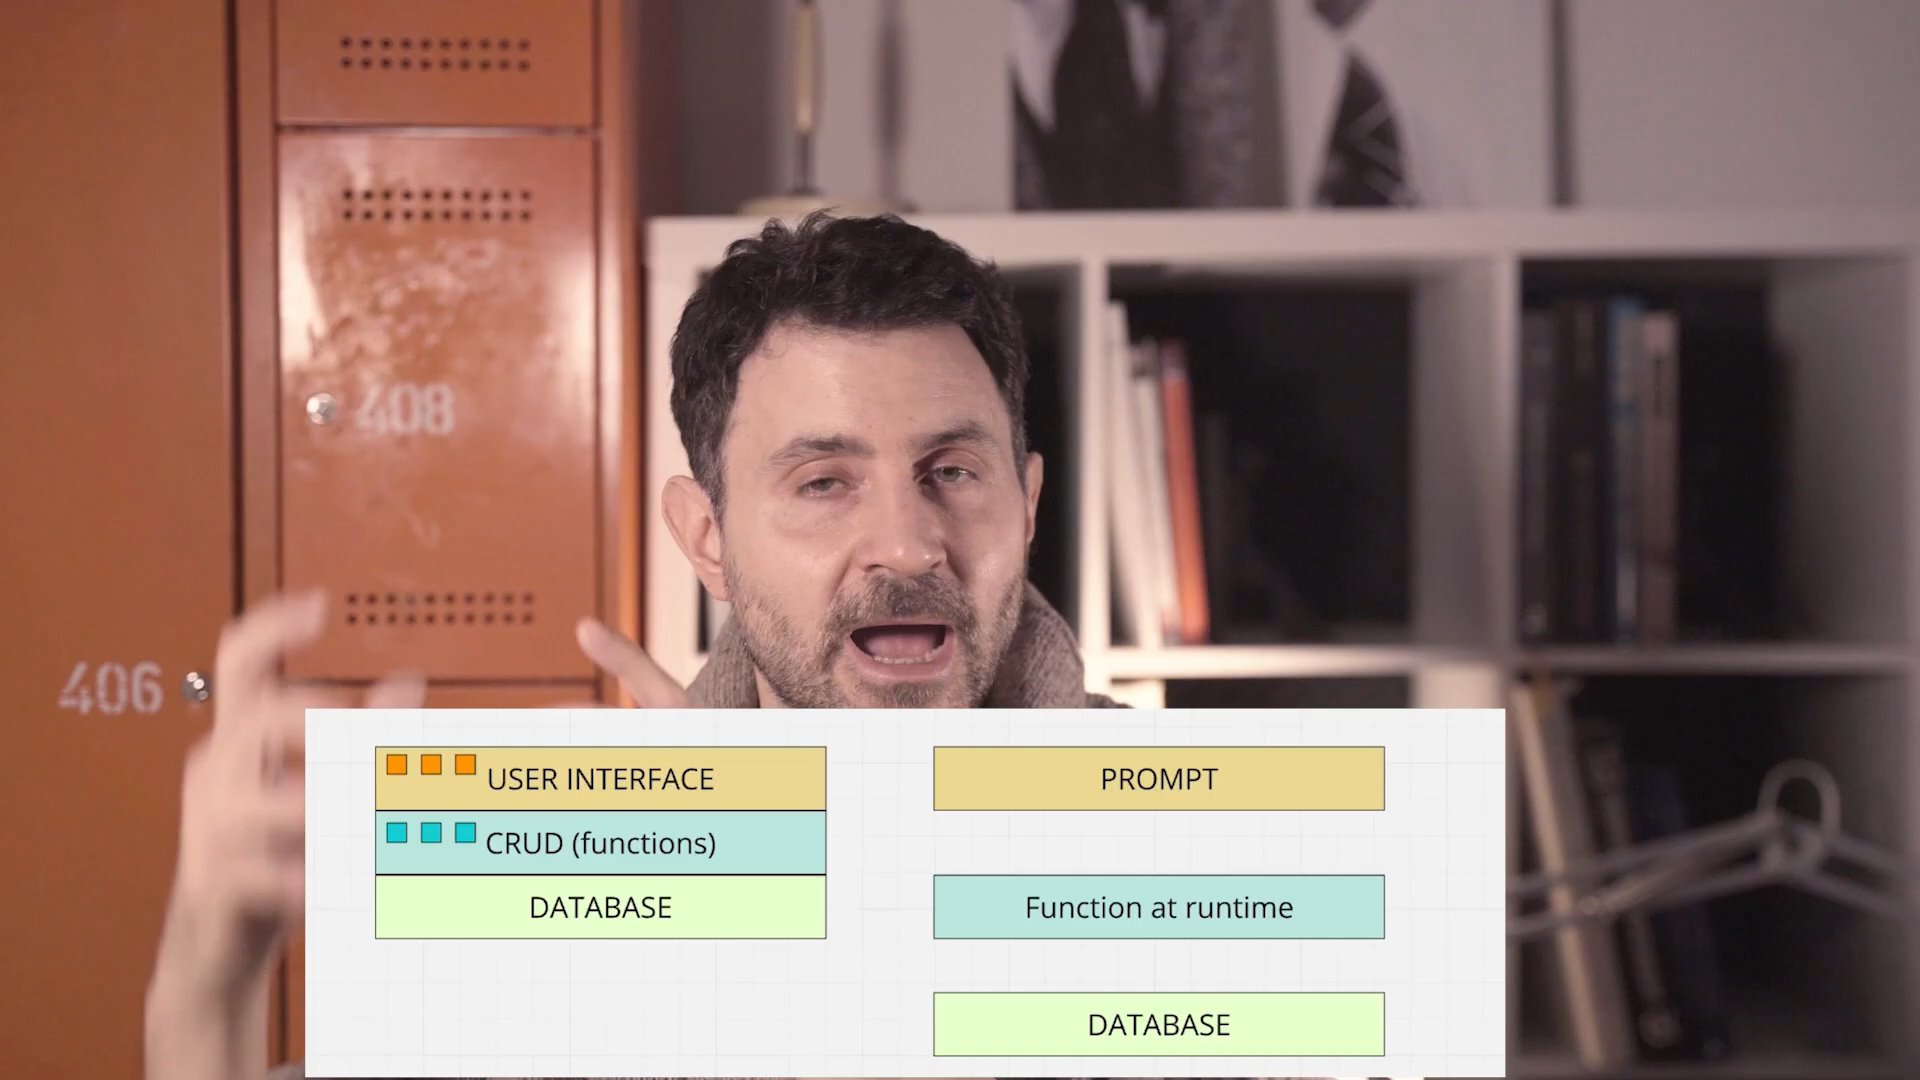 408
406
USER INTERFACE
CRUD (functions)
DATABASE
PROMPT
Function at runtime
DATABASE